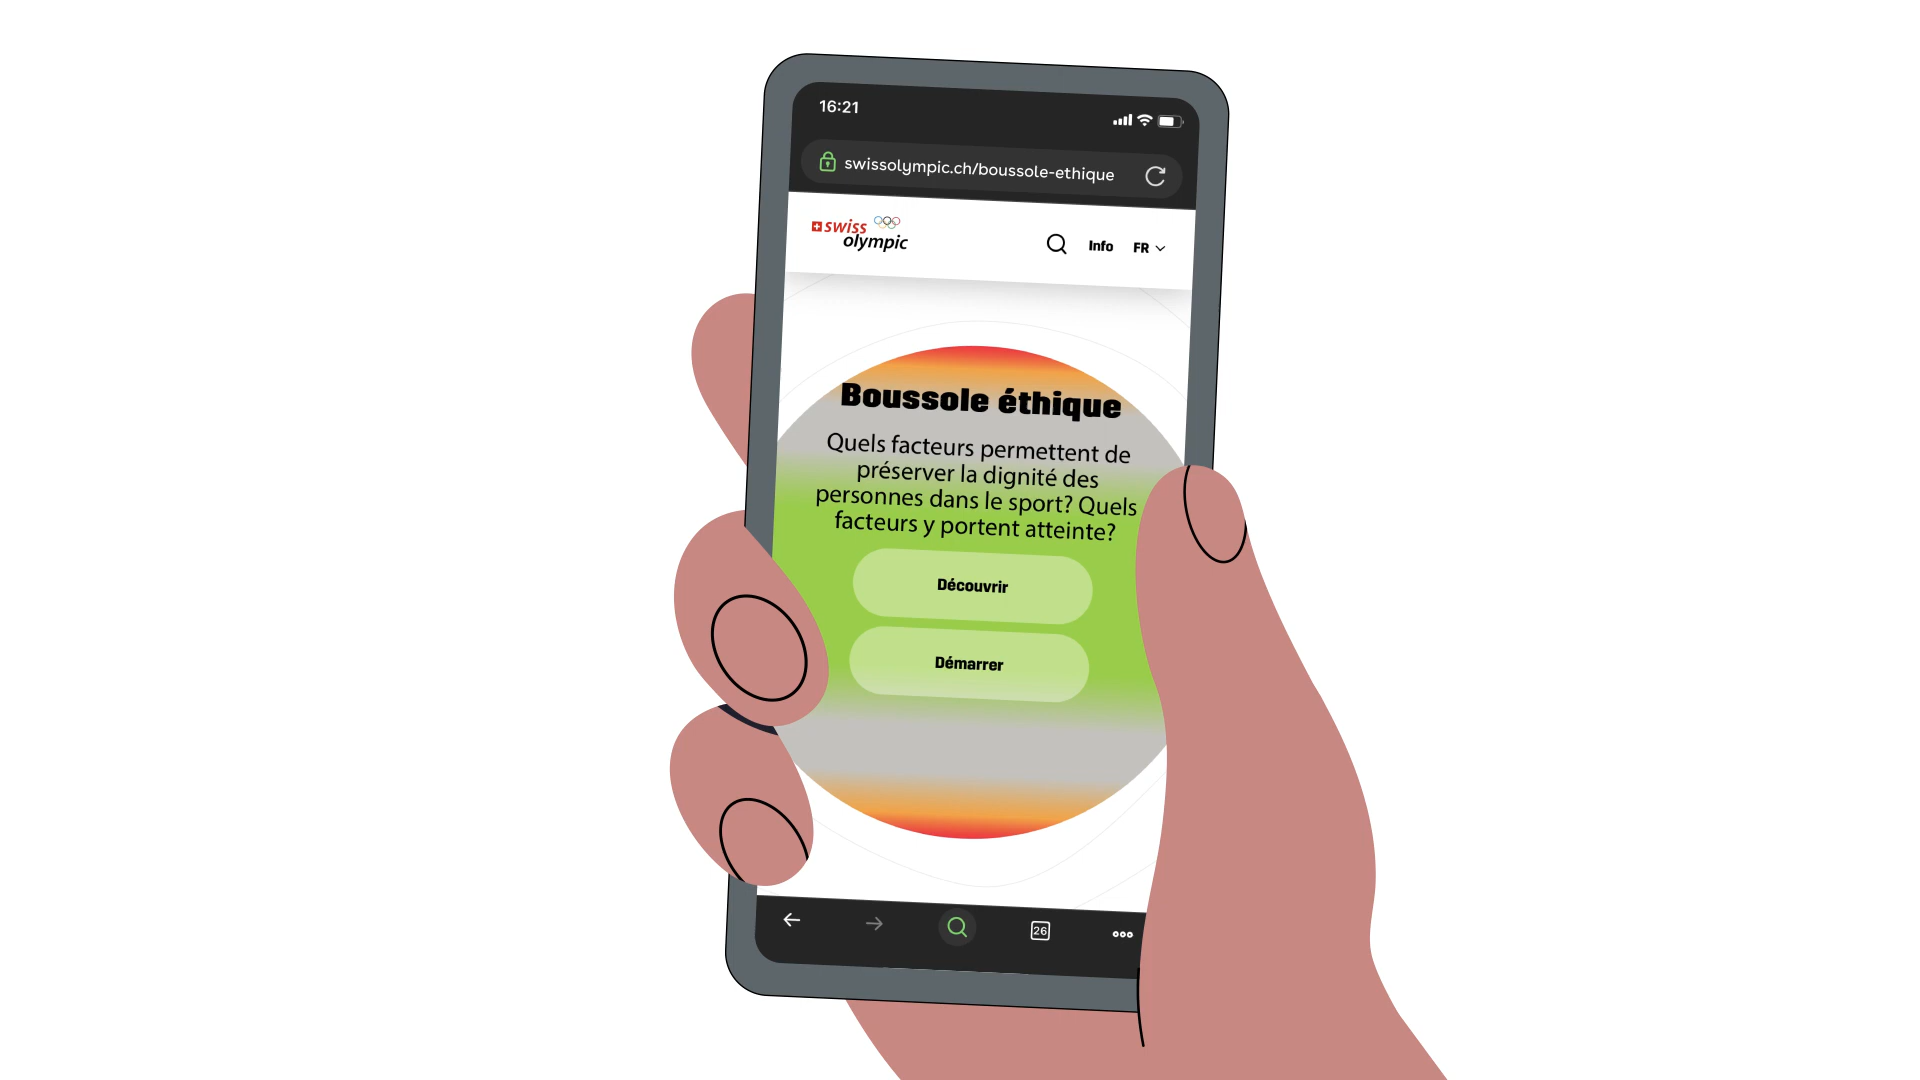 16:21
swissolympic.ch/boussole-ethique
swiss
olympic
Info
FR
Boussole éthique
Quels facteurs permettent de
préserver la dignité des
personnes dans le sport? Quels
facteurs y portent atteinte?
Découvrir
Démarrer
26